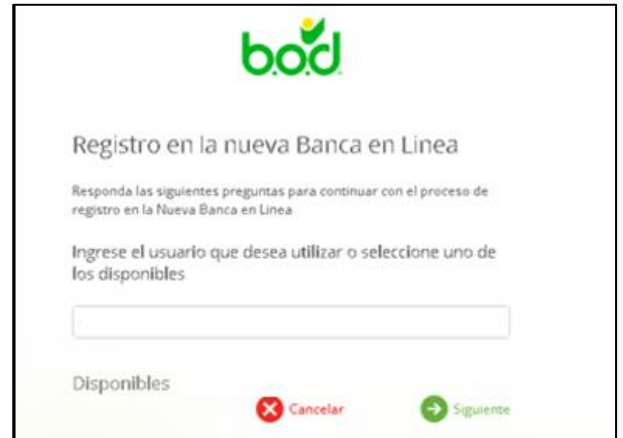 b.o.d.
Registro en la nueva Banca en Linea
Responda las siguientes preguntas para continuar con el proceso de
registro en la Nueva Banca en Linea
Ingrese el usuario que desea utilizar o seleccione uno de
los disponibles
Disponibles
Cancelar Siguiente